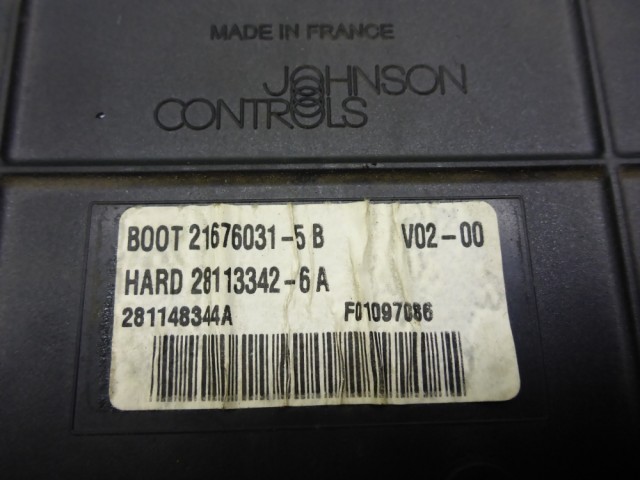 MADE IN FRANCE
JOHNSON
CONTROLS
BOOT 21676031-5 B V02-00
HARD 28113342-6 A
281148344A F01097086